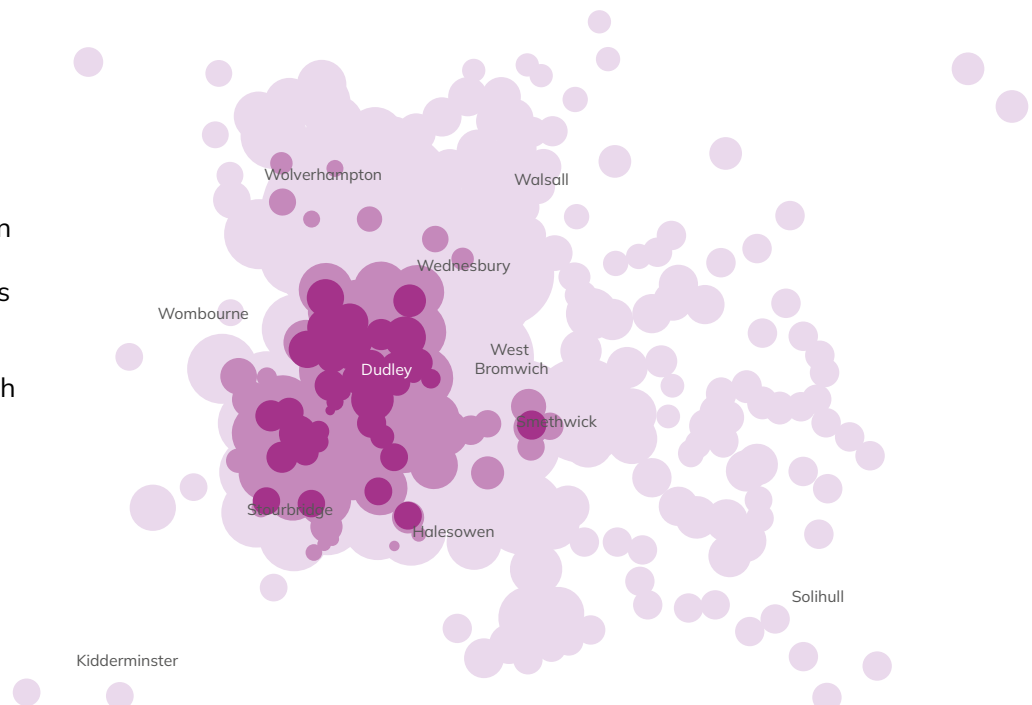 Wolverhampton
Walsall
n
Wednesbury
s
Wombourne
West
Bromwich
Dudley
h
Smethwick
Stourbridge
Halesowen
Solihull
Kidderminster